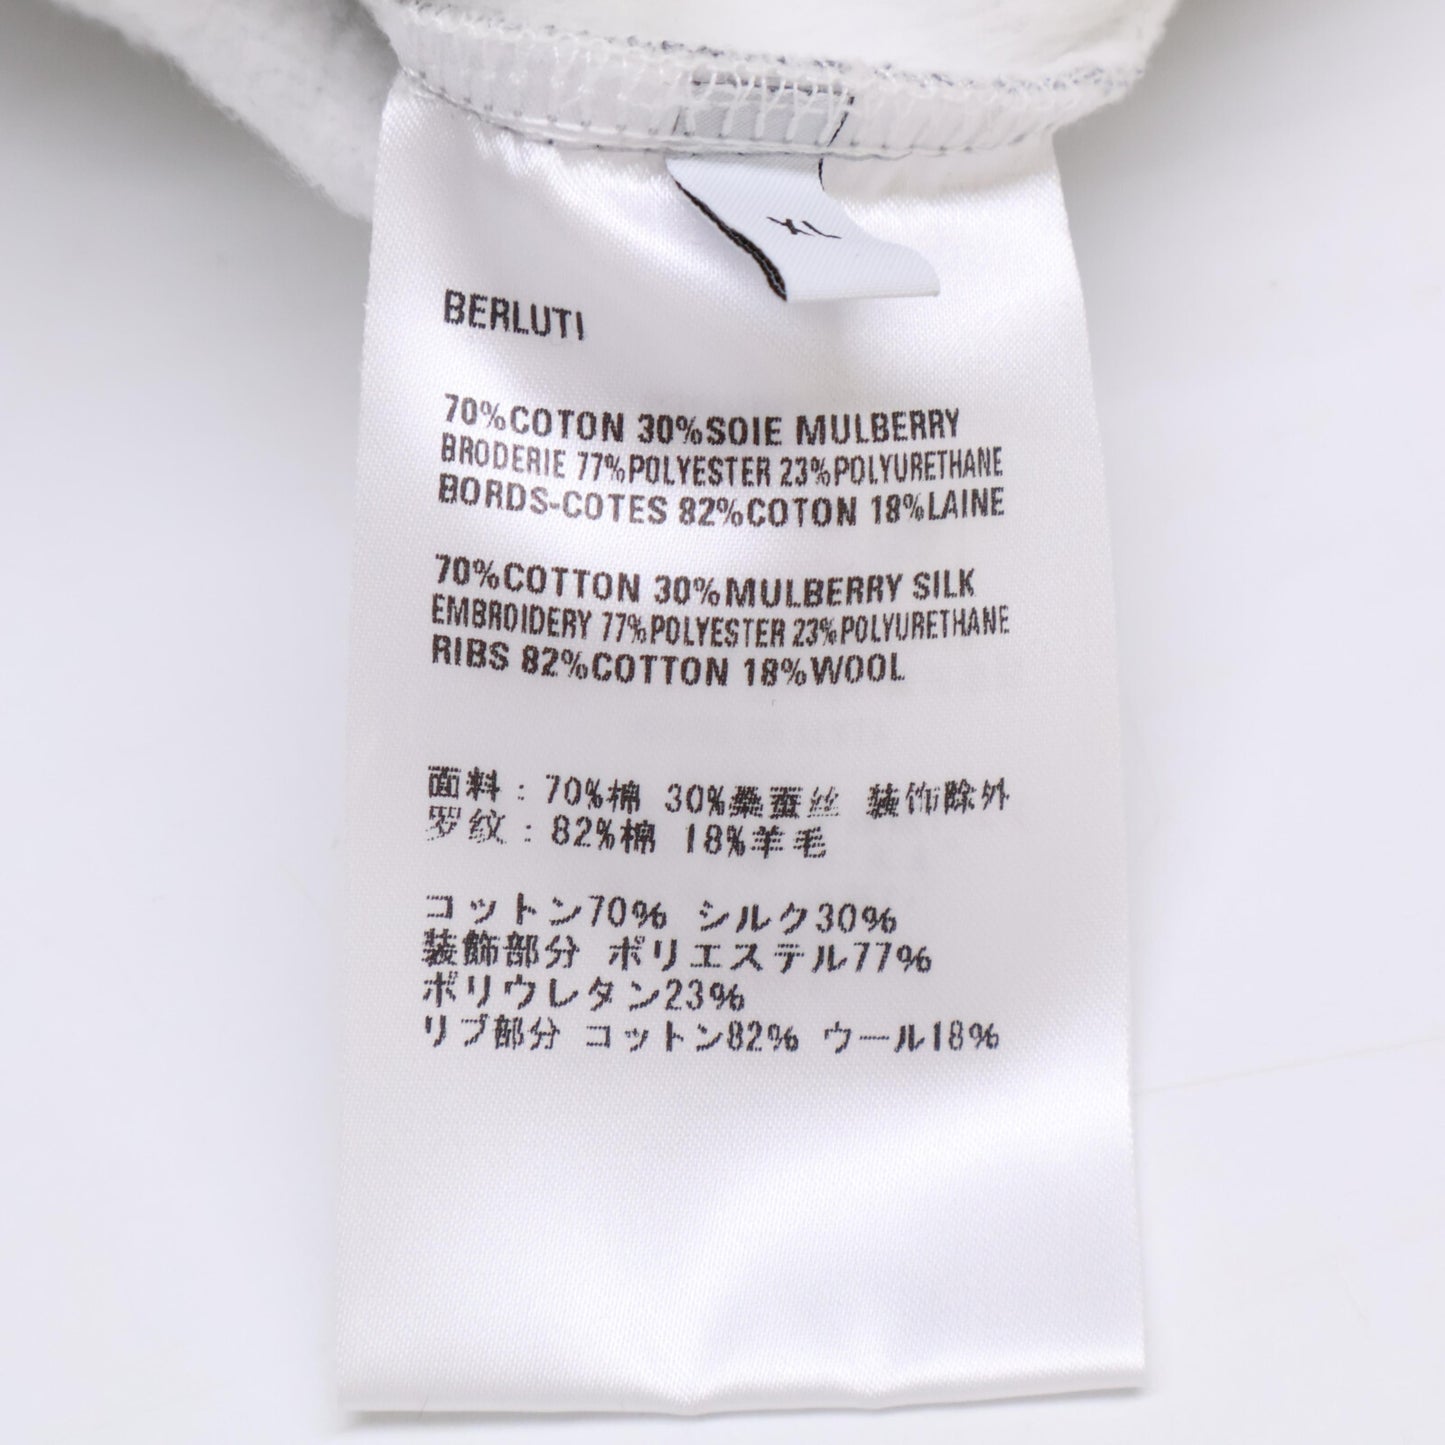 XL
BERLUTI
70%COTON 30%SOIE MULBERRY
BRODERIE 77%POLYESTER 23%POLYURETHANE
BORDS-COTES 82%COTON 18%LAINE
70%COTTON 30%MULBERRY SILK
EMBROIDERY 77%POLYESTER 23%POLYURETHANE
RIBS 82%COTTON 18%WOOL
面料：70%棉 30%桑蚕丝 装饰除外
罗纹：82%棉 18%羊毛
コットン70% シルク30%
装飾部分 ポリエステル77%
ポリウレタン23%
リブ部分 コットン82% ウール18%